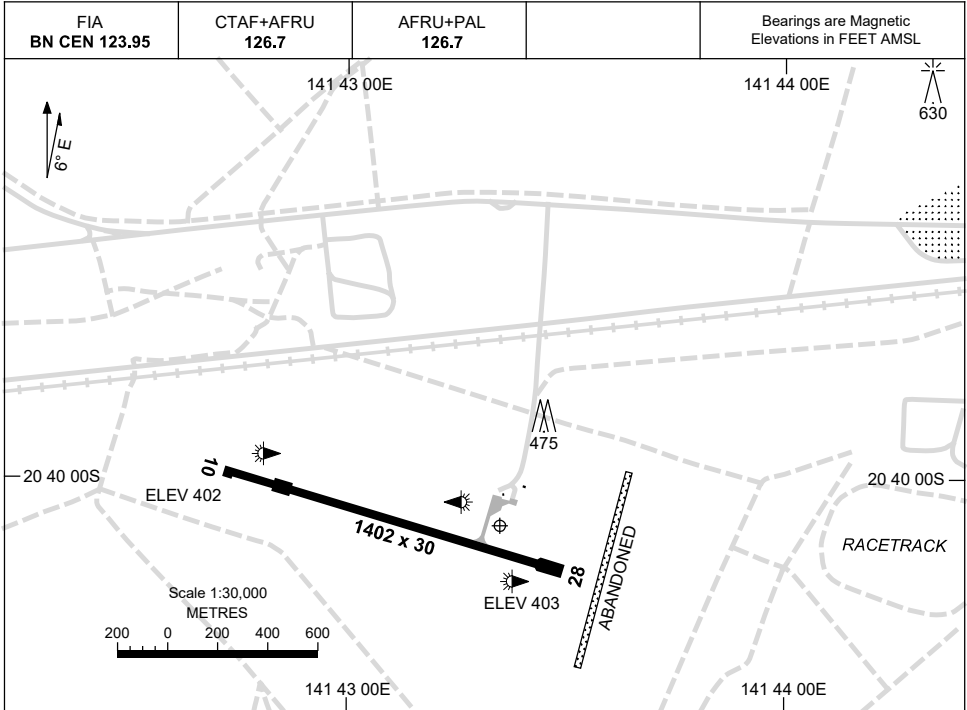 FIA
BN CEN 123.95
CTAF+AFRU
126.7
AFRU+PAL
126.7
Bearings are Magnetic
Elevations in FEET AMSL
141 43 00E
141 44 00E
630
6° E
475
20 40 00S
20 40 00S
10
ELEV 402
1402 x 30
RACETRACK
ABANDONED
28
ELEV 403
Scale 1:30,000
METRES
200 0 200 400 600
141 43 00E
141 44 00E